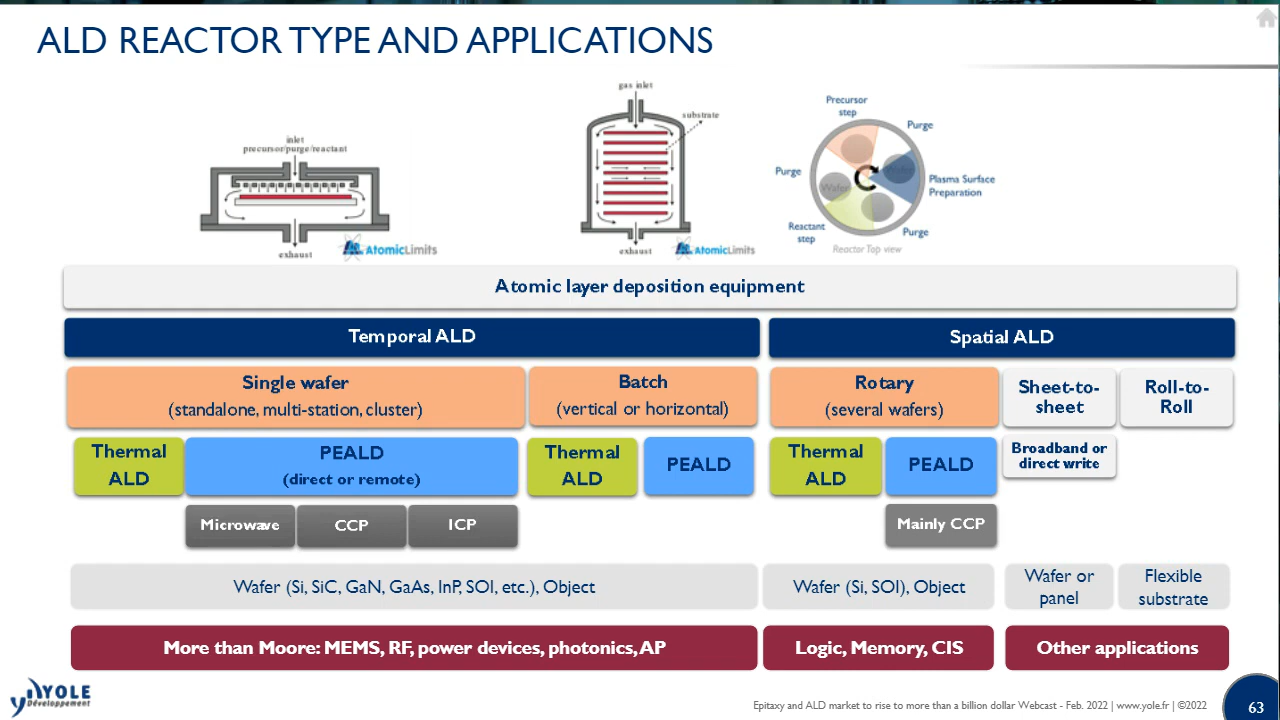 ALD REACTOR TYPE AND APPLICATIONS
inlet
precursor/purge/reactant
exhaust
AtomicLimits
gas inlet
substrate
exhaust
AtomicLimits
Precursor
step
Purge
Purge
Wafer
Plasma Surface
Preparation
Reactant
step
Purge
Reactor Top view
Atomic layer deposition equipment
Temporal ALD
Spatial ALD
Single wafer
(standalone, multi-station, cluster)
Batch
(vertical or horizontal)
Rotary
(several wafers)
Sheet-to-
sheet
Roll-to-
Roll
Thermal
ALD
PEALD
(direct or remote)
Thermal
ALD
PEALD
Thermal
ALD
PEALD
Broadband or
direct write
Microwave
CCP
ICP
Mainly CCP
Wafer (Si, SiC, GaN, GaAs, InP, SOI, etc.), Object
Wafer (Si, SOI), Object
Wafer or
panel
Flexible
substrate
More than Moore: MEMS, RF, power devices, photonics, AP
Logic, Memory, CIS
Other applications
YOLE
Développement
Epitaxy and ALD market to rise to more than a billion dollar Webcast - Feb. 2022 | www.yole.fr | ©2022
63